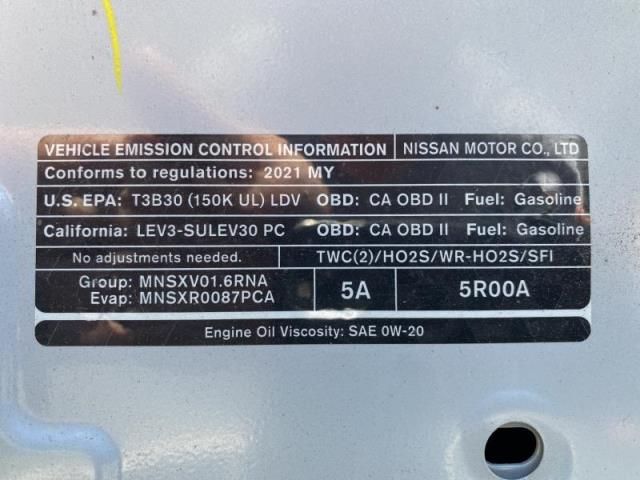 VEHICLE EMISSION CONTROL INFORMATION NISSAN MOTOR CO., LTD
Conforms to regulations: 2021 MY
U.S. EPA: T3B30 (150K UL) LDV OBD: CA OBD II Fuel: Gasoline
California: LEV3-SULEV30 PC OBD: CA OBD II Fuel: Gasoline
No adjustments needed. TWC(2)/HO2S/WR-HO2S/SFI
Group: MNSXV01.6RNA
Evap: MNSXR0087PCA
5A 5R00A
Engine Oil Viscosity: SAE 0W-20